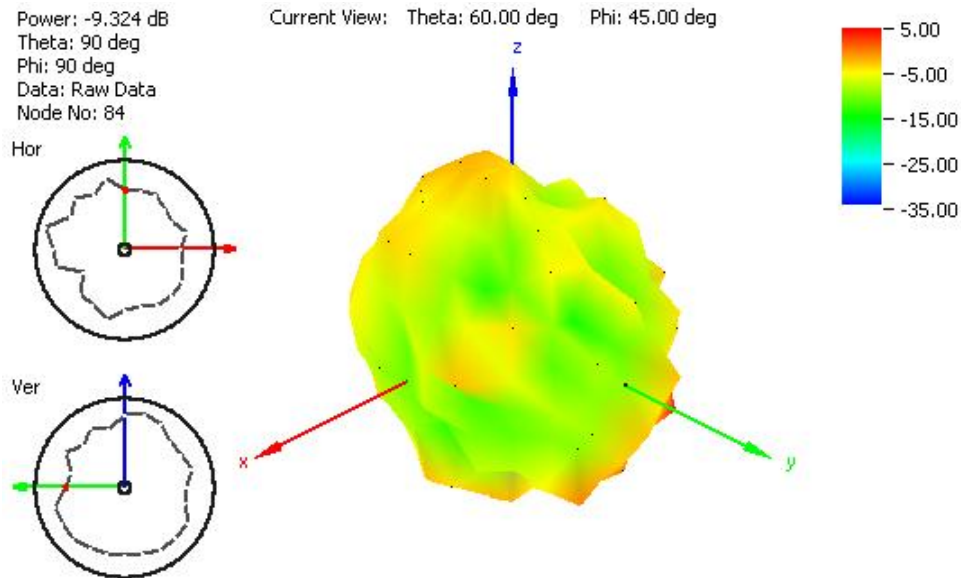 Power: -9.324 dB
Theta: 90 deg
Phi: 90 deg
Data: Raw Data
Node No: 84
Current View: Theta: 60.00 deg Phi: 45.00 deg
Hor
Ver
z
x
y
5.00
-5.00
-15.00
-25.00
-35.00